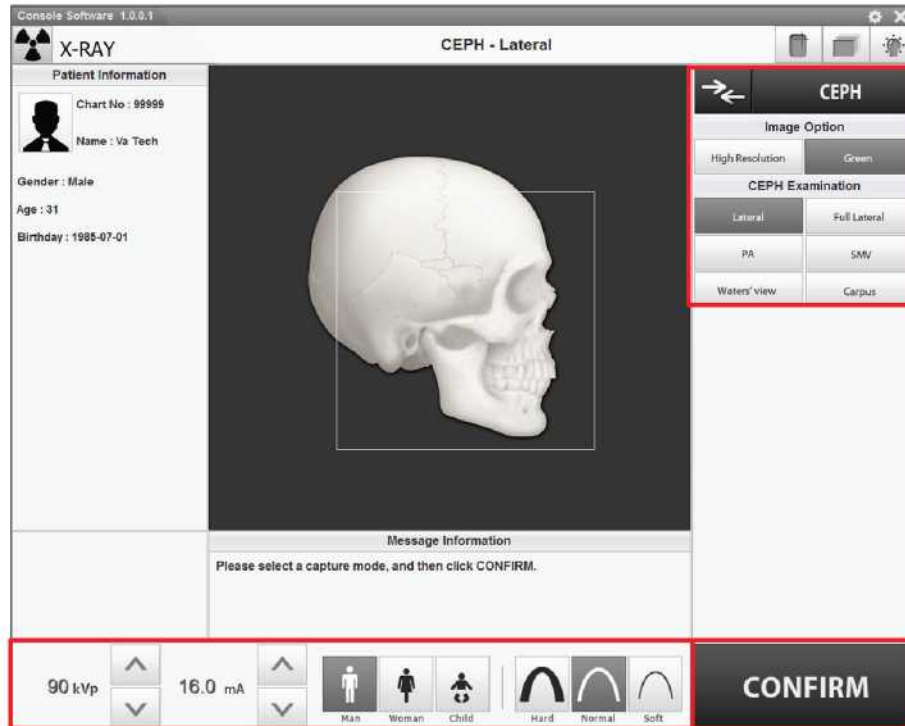 Console Software 1.0.0.1
X-RAY
CEPH - Lateral
Patient Information
Chart No : 99999
Name : Va Tech
Gender : Male
Age : 31
Birthday : 1985-07-01
CEPH
Image Option
High Resolution Green
CEPH Examination
Lateral Full Lateral
PA SMV
Waters' view Carpus
Message Information
Please select a capture mode, and then click CONFIRM.
90 kVp 16.0 mA
Man Woman Child Hard Normal Soft
CONFIRM